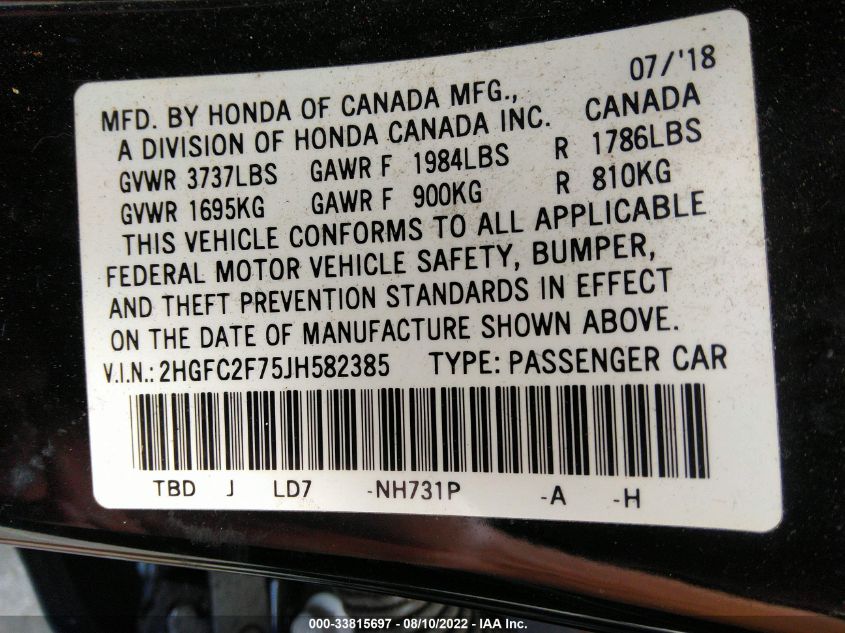 07/'18
MFD. BY HONDA OF CANADA MFG.,
A DIVISION OF HONDA CANADA INC. CANADA
GVWR 3737LBS GAWR F 1984LBS R 1786LBS
GVWR 1695KG GAWR F 900KG R 810KG
THIS VEHICLE CONFORMS TO ALL APPLICABLE
FEDERAL MOTOR VEHICLE SAFETY, BUMPER,
AND THEFT PREVENTION STANDARDS IN EFFECT
ON THE DATE OF MANUFACTURE SHOWN ABOVE.
V.I.N.: 2HGFC2F75JH582385 TYPE: PASSENGER CAR
TBD J LD7 -NH731P -A -H
000-33815697 - 08/10/2022 - IAA Inc.